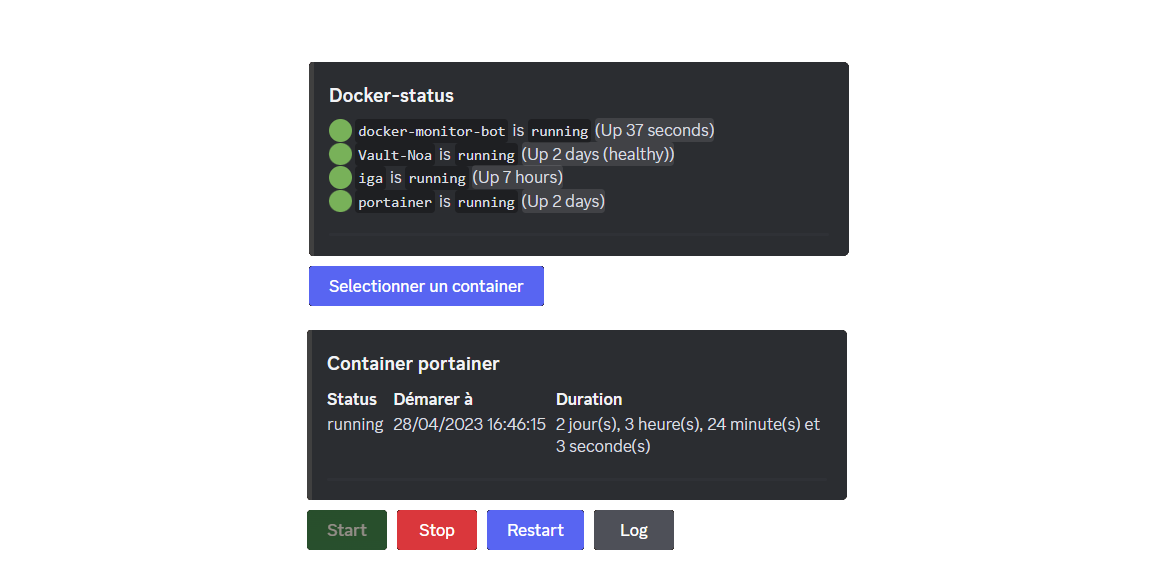 Docker-status
docker-monitor-bot is running (Up 37 seconds)
Vault-Noa is running (Up 2 days (healthy))
iga is running (Up 7 hours)
portainer is running (Up 2 days)
Selectionner un container
Container portainer
Status Démarer à Duration
running 28/04/2023 16:46:15 2 jour(s), 3 heure(s), 24 minute(s) et
3 seconde(s)
Start Stop Restart Log